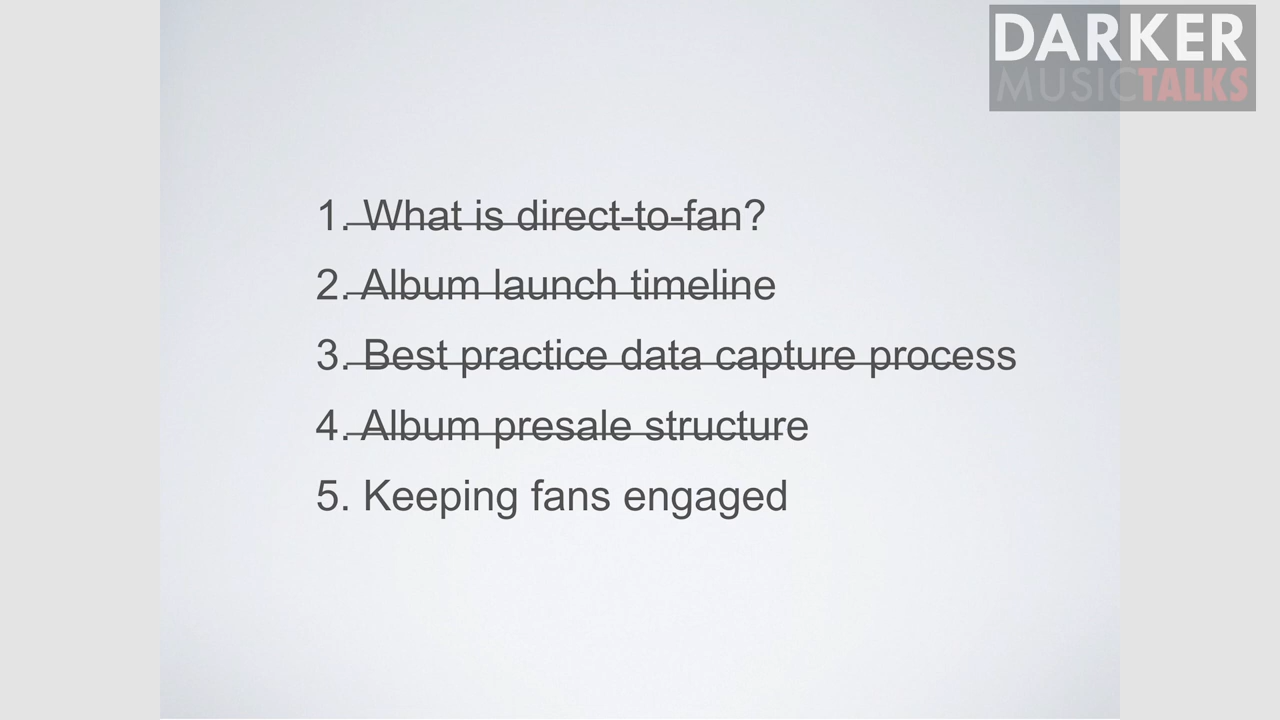 DARKER
MUSICTALKS
1. What is direct-to-fan?
2. Album launch timeline
3. Best practice data capture process
4. Album presale structure
5. Keeping fans engaged